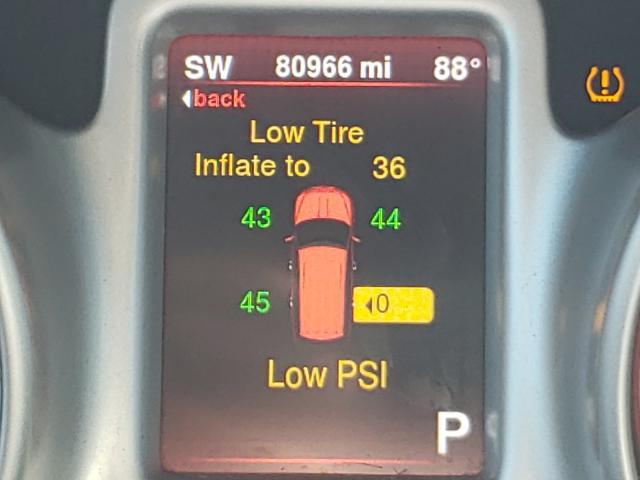 SW 80966 mi 88°
back
Low Tire
Inflate to 36
43 44
45 0
Low PSI
P